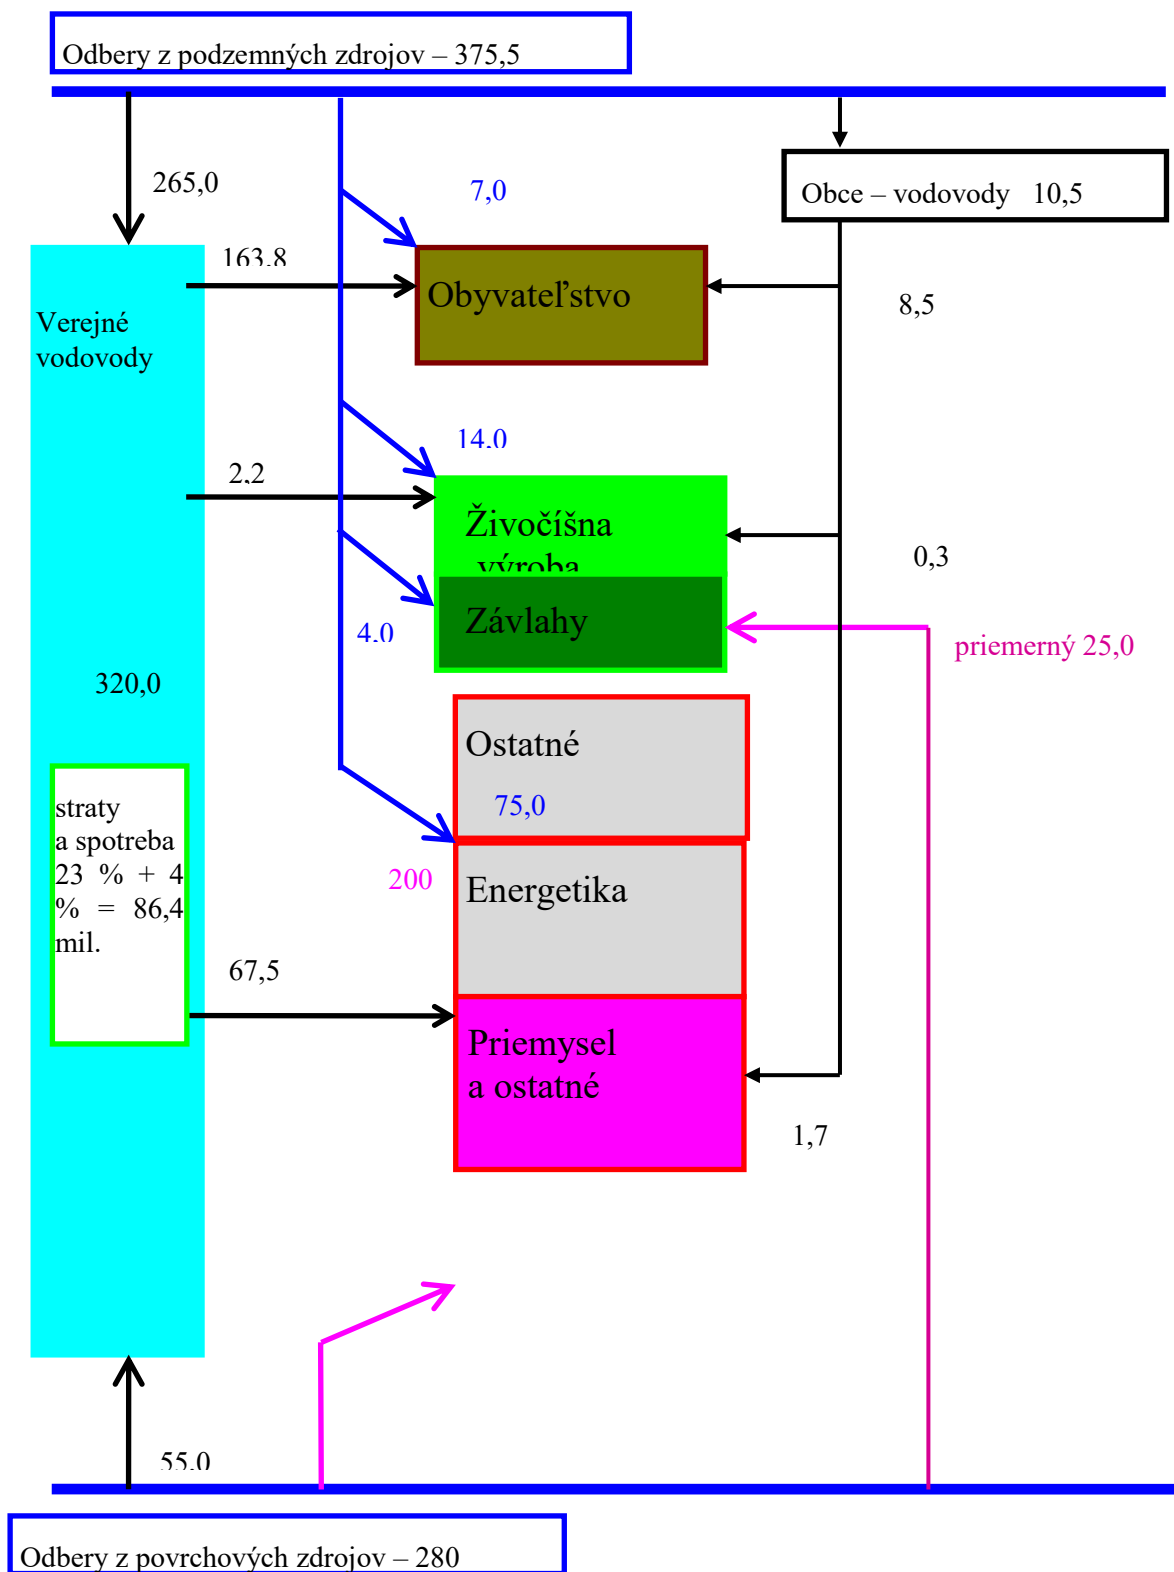 Odbery z podzemných zdrojov – 375,5
265,0
7,0
Obce – vodovody 10,5
163,8
Obyvateľstvo
8,5
Verejné
vodovody
14,0
2,2
Živočíšna
výroba
0,3
Závlahy
4,0
priemerný 25,0
320,0
Ostatné
75,0
straty
a spotreba
23 % + 4
% = 86,4
mil.
200
Energetika
67,5
Priemysel
a ostatné
1,7
55,0
Odbery z povrchových zdrojov – 280